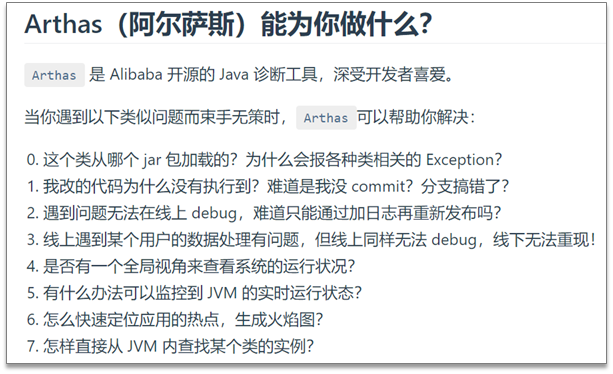 Arthas（阿尔萨斯）能为你做什么？
Arthas 是 Alibaba 开源的 Java 诊断工具，深受开发者喜爱。
当你遇到以下类似问题而束手无策时，Arthas可以帮助你解决：
0. 这个类从哪个 jar 包加载的？为什么会报各种类相关的 Exception？
1. 我改的代码为什么没有执行到？难道是我没 commit？分支搞错了？
2. 遇到问题无法在线上 debug，难道只能通过加日志再重新发布吗？
3. 线上遇到某个用户的数据处理有问题，但线上同样无法 debug，线下无法重现！
4. 是否有一个全局视角来查看系统的运行状况？
5. 有什么办法可以监控到 JVM 的实时运行状态？
6. 怎么快速定位应用的热点，生成火焰图？
7. 怎样直接从 JVM 内查找某个类的实例？